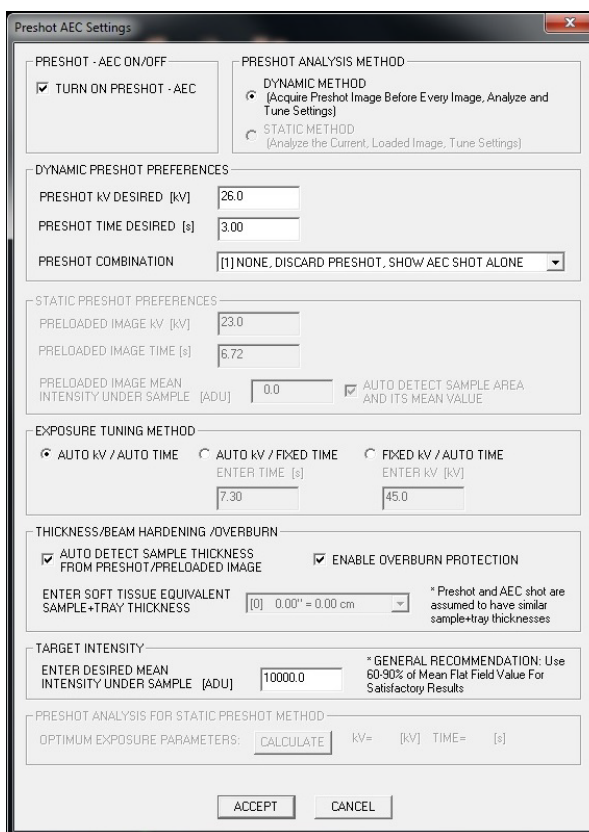 Preshot AEC Settings
PRESHOT - AEC ON/OFF
TURN ON PRESHOT - AEC
PRESHOT ANALYSIS METHOD
DYNAMIC METHOD
(Acquire Preshot Image Before Every Image, Analyze and
Tune Settings)
STATIC METHOD
(Analyze the Current, Loaded Image, Tune Settings)
DYNAMIC PRESHOT PREFERENCES
PRESHOT kV DESIRED [kV] 26.0
PRESHOT TIME DESIRED [s] 3.00
PRESHOT COMBINATION [1] NONE, DISCARD PRESHOT, SHOW AEC SHOT ALONE
STATIC PRESHOT PREFERENCES
PRELOADED IMAGE kV [kV] 23.0
PRELOADED IMAGE TIME [s] 6.72
PRELOADED IMAGE MEAN
INTENSITY UNDER SAMPLE [ADU] 0.0
AUTO DETECT SAMPLE AREA
AND ITS MEAN VALUE
EXPOSURE TUNING METHOD
AUTO kV / AUTO TIME
AUTO kV / FIXED TIME
ENTER TIME [s]
7.30
FIXED kV / AUTO TIME
ENTER kV [kV]
45.0
THICKNESS/BEAM HARDENING /OVERBURN
AUTO DETECT SAMPLE THICKNESS
FROM PRESHOT/PRELOADED IMAGE
ENABLE OVERBURN PROTECTION
ENTER SOFT TISSUE EQUIVALENT
SAMPLE+TRAY THICKNESS
[0] 0.00" = 0.00 cm
* Preshot and AEC shot are
assumed to have similar
sample+tray thicknesses
TARGET INTENSITY
ENTER DESIRED MEAN
INTENSITY UNDER SAMPLE [ADU] 10000.0
* GENERAL RECOMMENDATION: Use
60-90% of Mean Flat Field Value For
Satisfactory Results
PRESHOT ANALYSIS FOR STATIC PRESHOT METHOD
OPTIMUM EXPOSURE PARAMETERS: CALCULATE kV= [kV] TIME= [s]
ACCEPT CANCEL